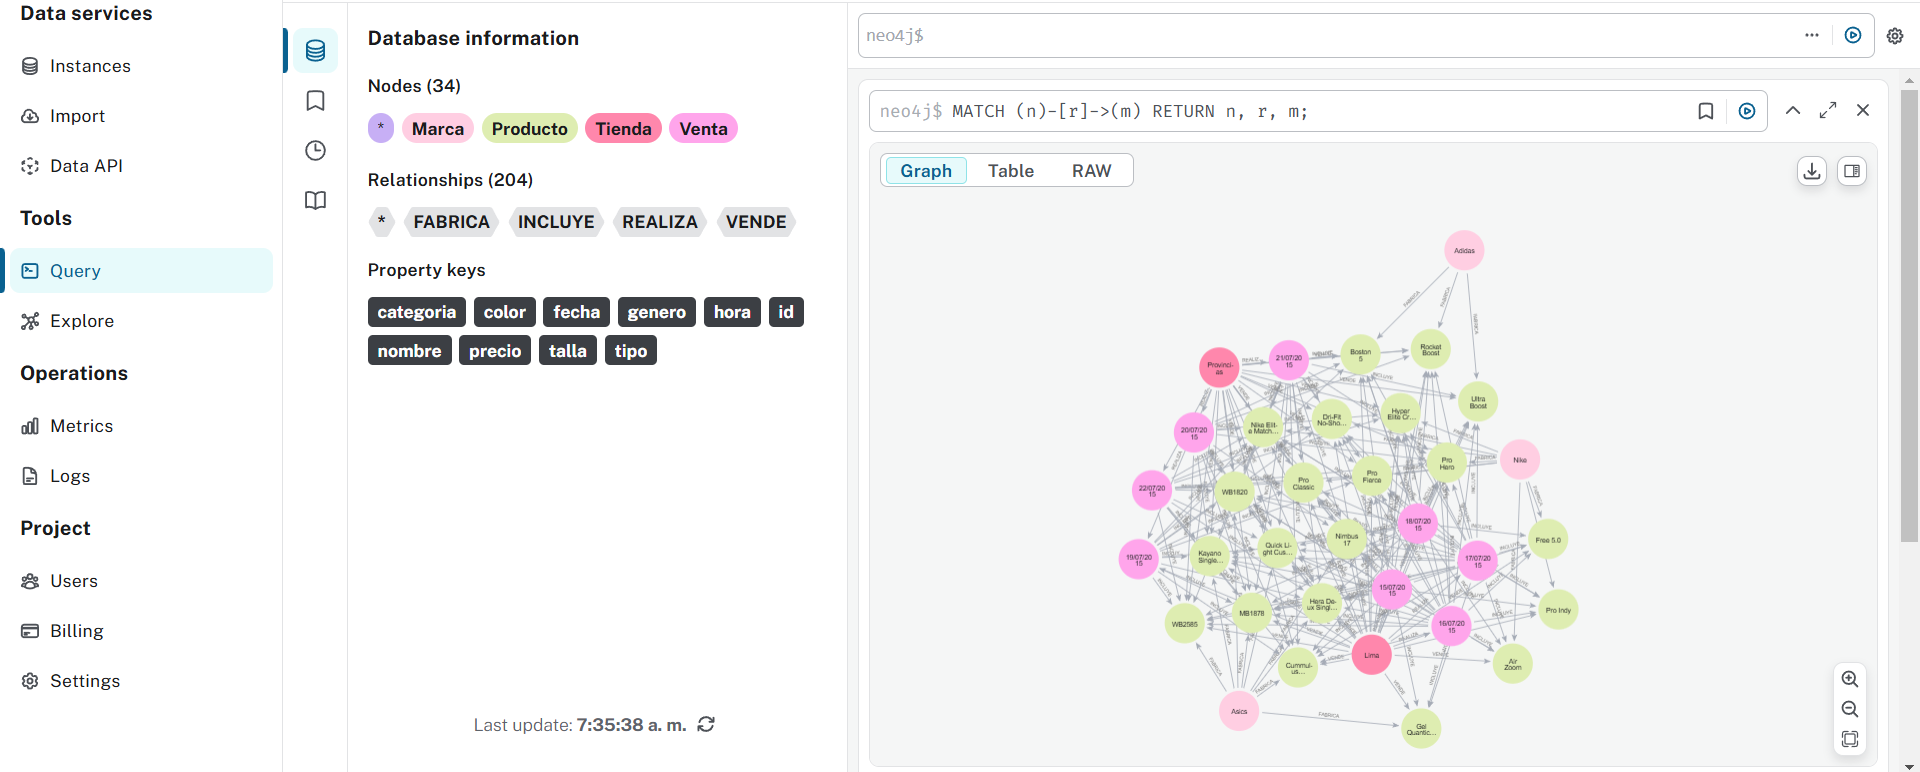 Data services
Instances
Import
Data API
Tools
Query
Explore
Operations
Metrics
Logs
Project
Users
Billing
Settings
Database information
Nodes (34)
* Marca Producto Tienda Venta
Relationships (204)
* FABRICA INCLUYE REALIZA VENDE
Property keys
categoria color fecha genero hora id
nombre precio talla tipo
Last update: 7:35:38 a. m.
neo4j$
neo4j$ MATCH (n)-[r]->(m) RETURN n, r, m;
Graph Table RAW
Adidas
FABRICA
FABRICA
FABRICA
Provinci-
as
21/07/20
15
Boston
5
Rocket
Boost
Ultra
Boost
20/07/20
15
Nike Elit-
e Match...
Dri-Fit
No-Sho...
Hyper
Elite Cr...
Pro
Hero
Nike
22/07/20
15
WB1820
Pro
Classic
Pro
Fierce
18/07/20
15
19/07/20
15
Kayano
Single...
Quick Li-
ght Cus...
Nimbus
17
17/07/20
15
Free 5.0
WB2585
MB1878
Hera De-
ux Singl...
15/07/20
15
16/07/20
15
Pro Indy
Cummul-
us...
Lima
VENDE
Air
Zoom
Asics
FABRICA
Gel
Quantic...